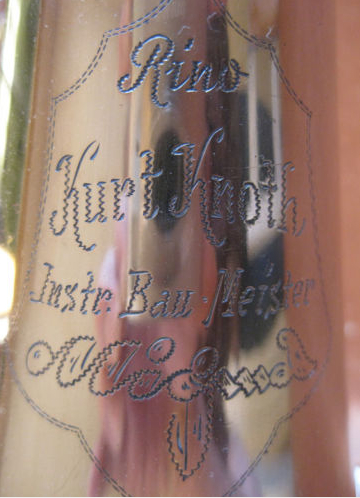 Rino
Kurt Knoth
Instr. Bau-Meister